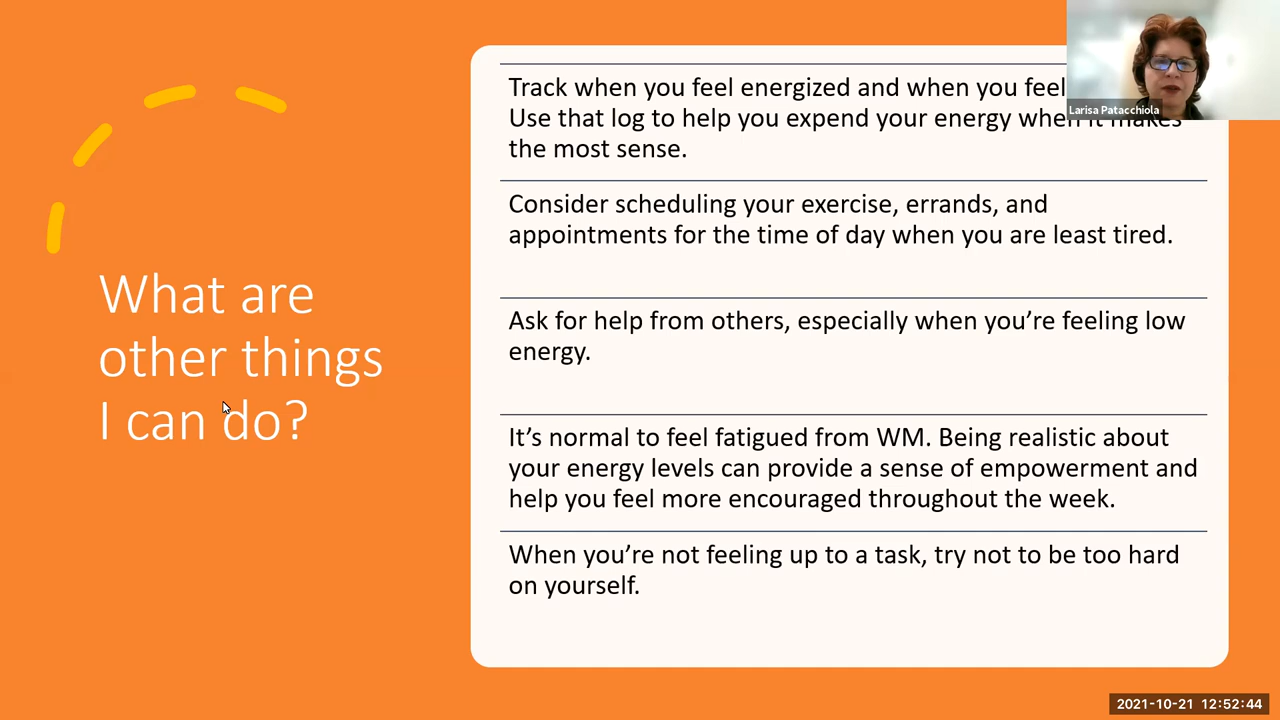 What are
other things
I can do?
Track when you feel energized and when you feel
Use that log to help you expend your energy when it makes
the most sense.
Consider scheduling your exercise, errands, and
appointments for the time of day when you are least tired.
Ask for help from others, especially when you’re feeling low
energy.
It’s normal to feel fatigued from WM. Being realistic about
your energy levels can provide a sense of empowerment and
help you feel more encouraged throughout the week.
When you’re not feeling up to a task, try not to be too hard
on yourself.
Larisa Patacchiola
2021-10-21 12:52:44